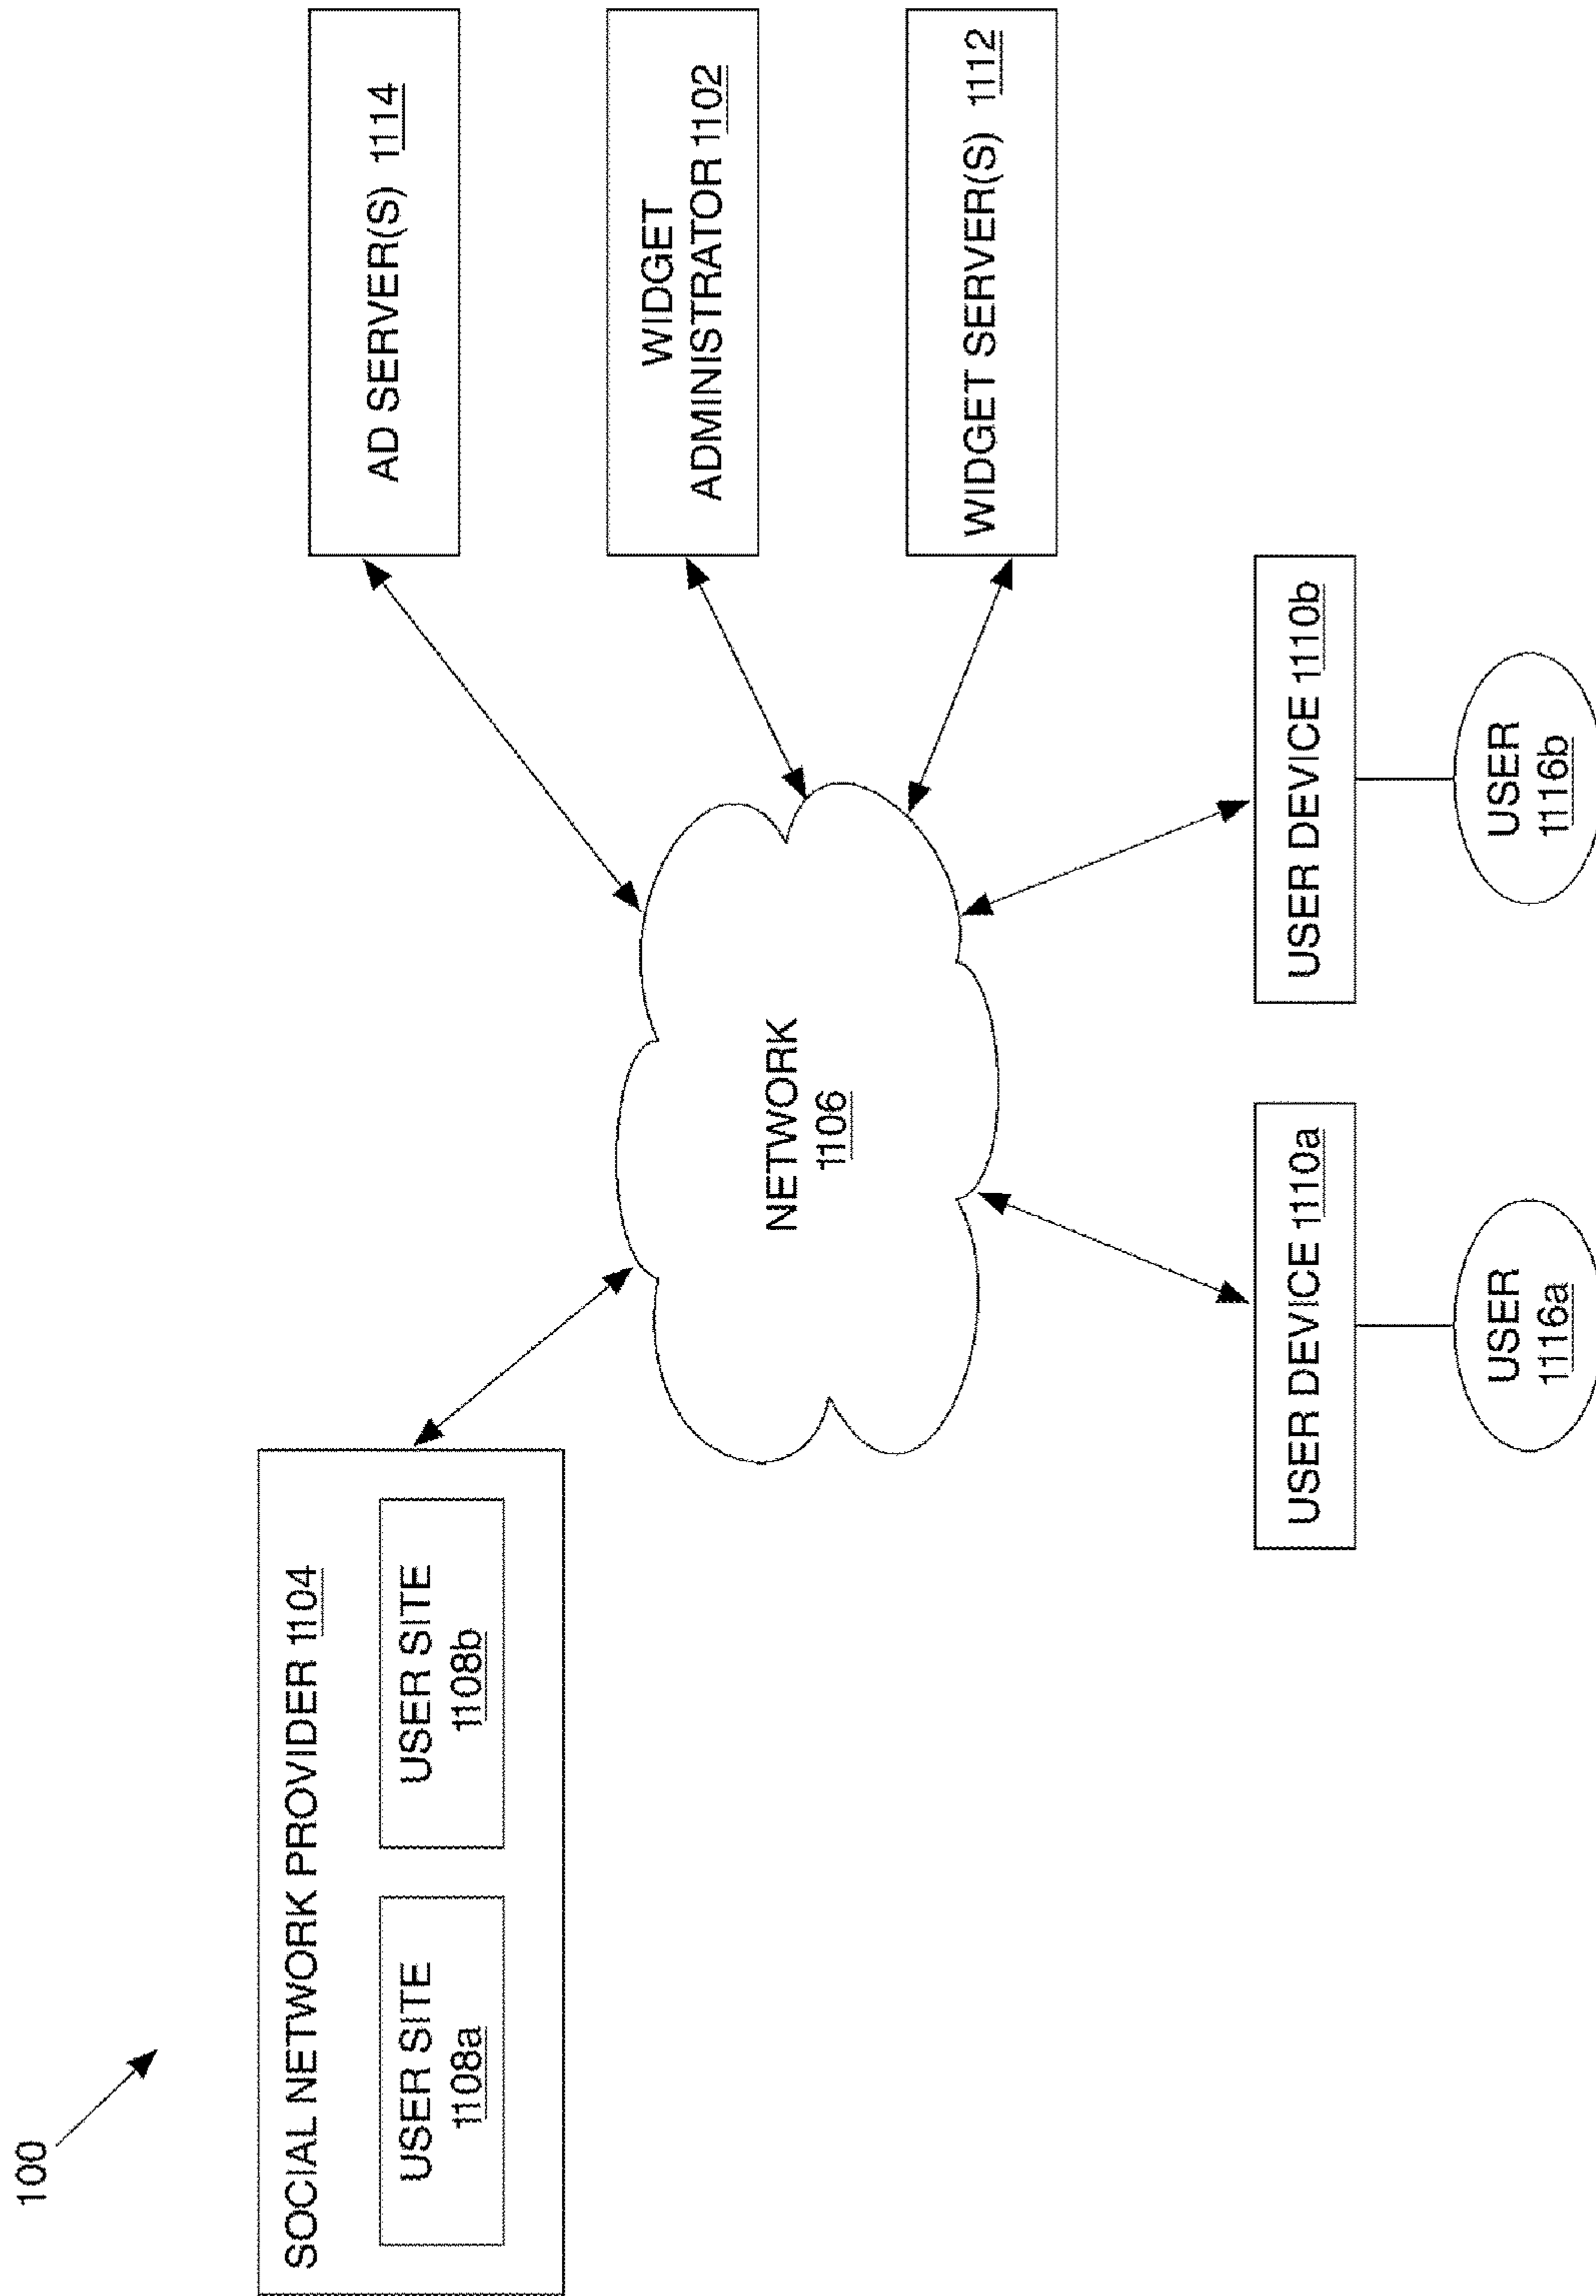 100
SOCIAL NETWORK PROVIDER 1104
USER SITE
1108a
USER SITE
1108b
AD SERVER(S) 1114
WIDGET
ADMINISTRATOR 1102
WIDGET SERVER(S) 1112
NETWORK
1106
USER DEVICE 1110a
USER DEVICE 1110b
USER
1116a
USER
1116b